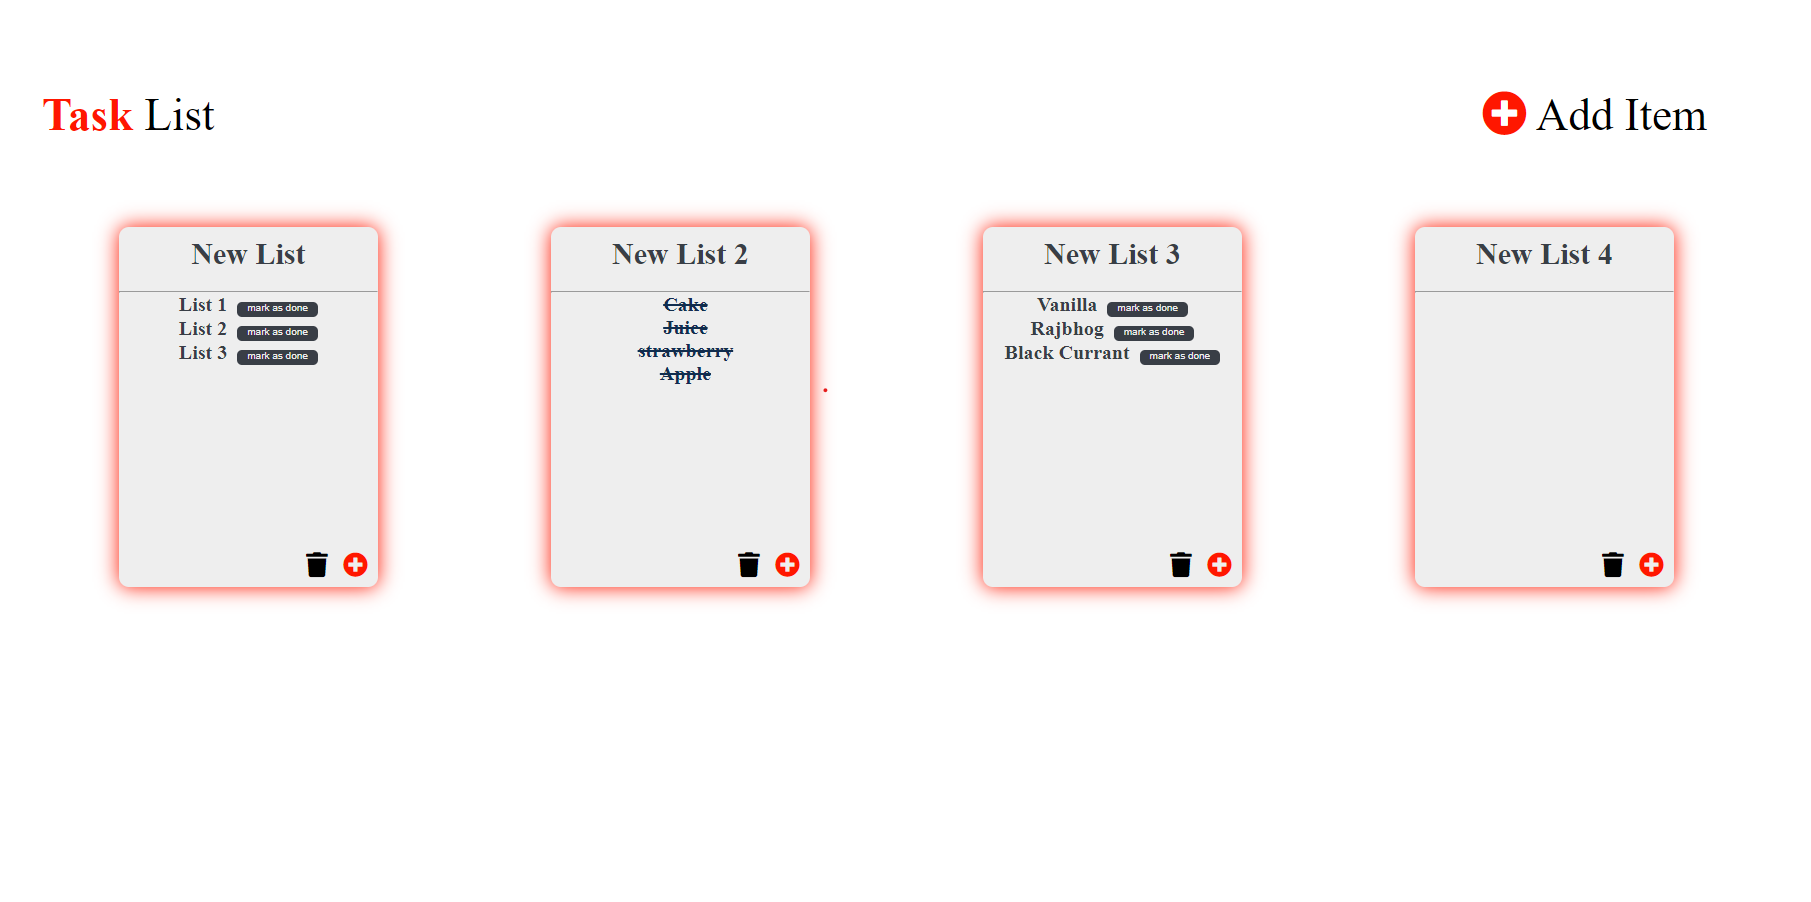 Task List
Add Item
New List
List 1 mark as done
List 2 mark as done
List 3 mark as done
New List 2
Cake
Juice
strawberry
Apple
New List 3
Vanilla mark as done
Rajbhog mark as done
Black Currant mark as done
New List 4